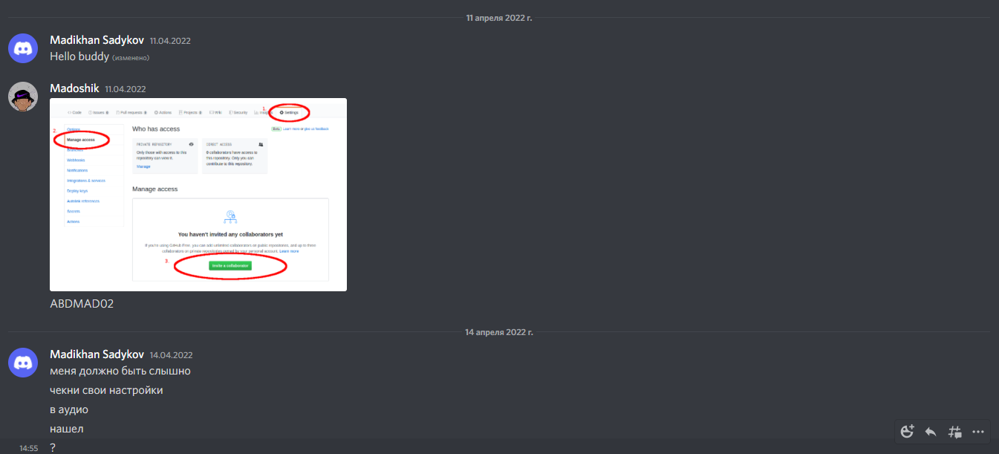 11 апреля 2022 г.
Madikhan Sadykov 11.04.2022
Hello buddy (изменено)
Madoshik 11.04.2022
Code Issues Pull requests Actions Projects Wiki Security 1. Insights Settings
2. Options
Manage access
Webhooks
Notifications
Integrations & services
Deploy keys
Autolink references
Secrets
Actions
Who has access
Beta Learn more or give us feedback
PRIVATE REPOSITORY
Only those with access to this
repository can view it.
Manage
DIRECT ACCESS
0 collaborators have access to
this repository. Only you can
contribute to this repository.
Manage access
You haven't invited any collaborators yet
If you're using GitHub Free, you can add unlimited collaborators on public repositories, and up to three
collaborators on private repositories owned by your personal account. Learn more
3. Invite a collaborator
ABDMAD02
14 апреля 2022 г.
Madikhan Sadykov 14.04.2022
меня должно быть слышно
чекни свои настройки
в аудио
нашел
14:55 ?